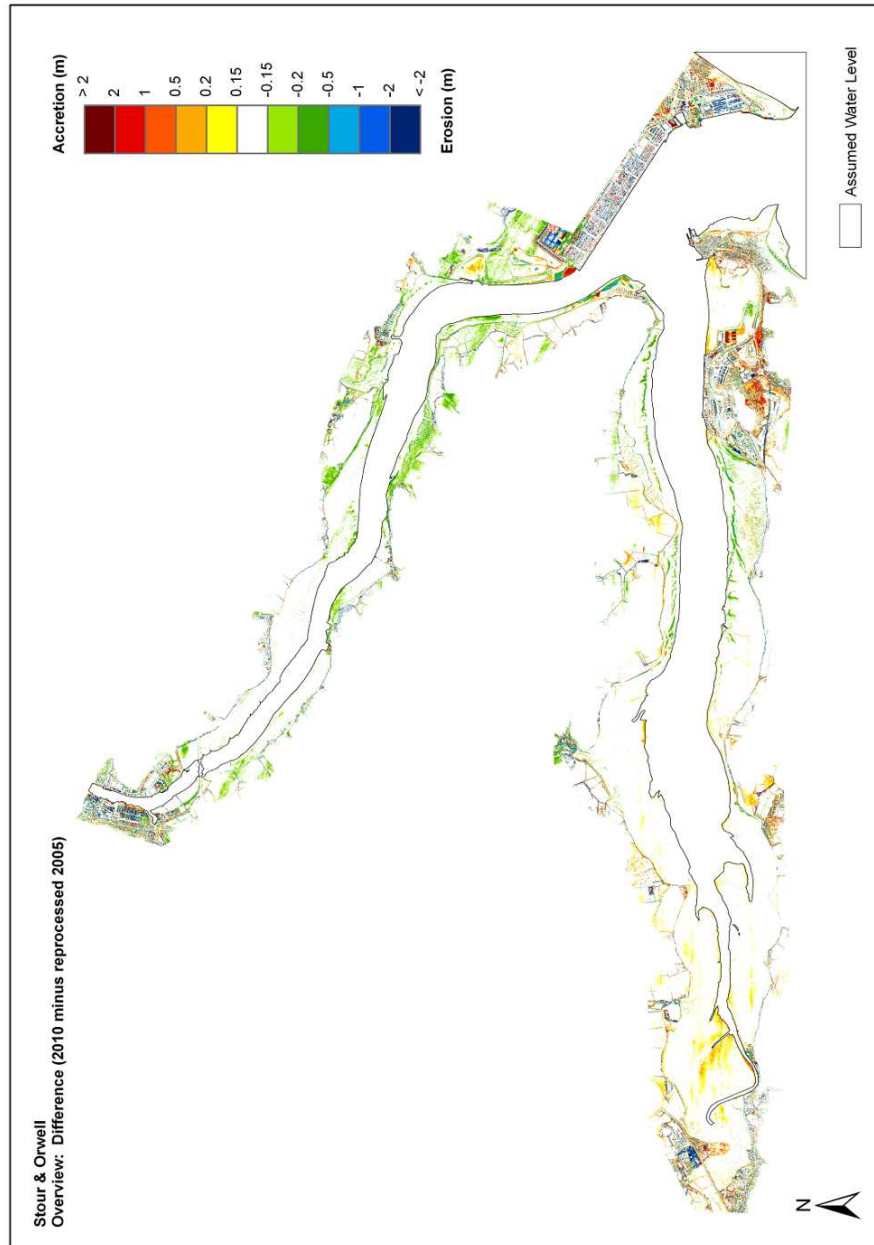 Stour & Orwell
Overview: Difference (2010 minus reprocessed 2005)
Accretion (m)
> 2
2
1
0.5
0.2
0.15
-0.15
-0.2
-0.5
-1
-2
<-2
Erosion (m)
Assumed Water Level
N